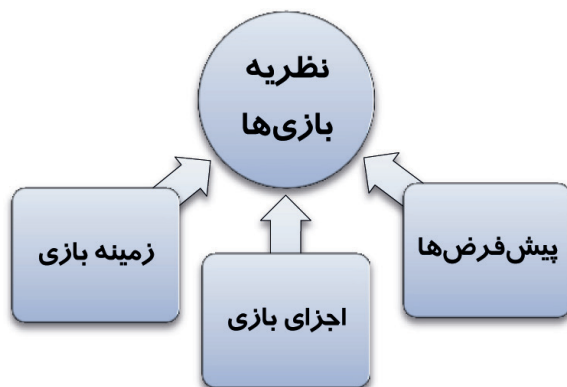 نظریه
بازی‌ها
پیش‌فرض‌ها
اجزای بازی
زمینه بازی